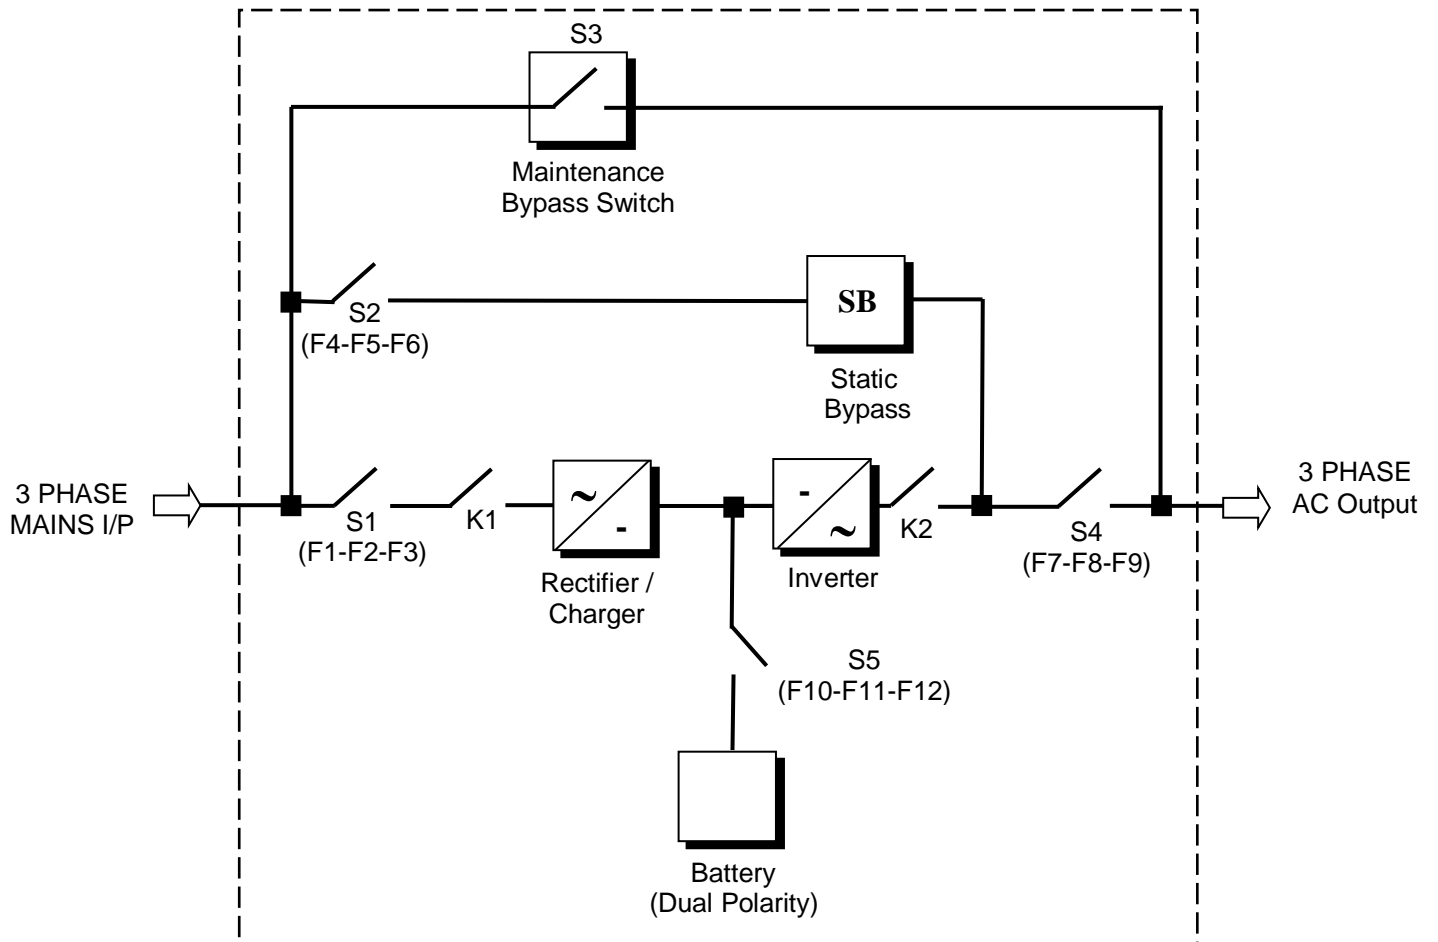 S3
Maintenance
Bypass Switch
S2
(F4-F5-F6)
SB
Static
Bypass
3 PHASE
MAINS I/P
S1
(F1-F2-F3)
K1
~
-
Rectifier /
Charger
-
~
Inverter
K2
S4
(F7-F8-F9)
3 PHASE
AC Output
S5
(F10-F11-F12)
Battery
(Dual Polarity)